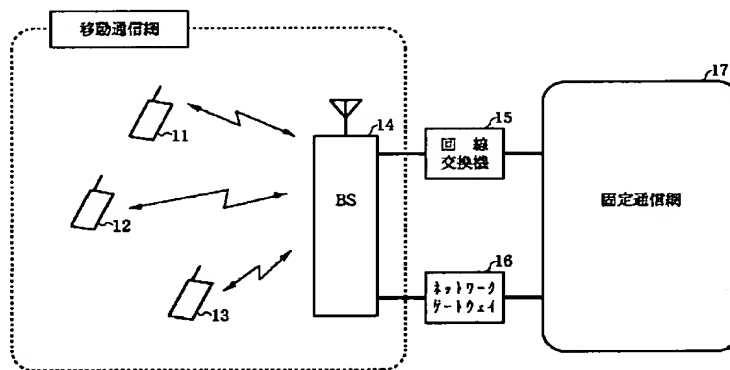 移動通信網
11
12
13
14
BS
15
回線
交換機
16
ネットワーク
ゲートウェイ
17
固定通信網